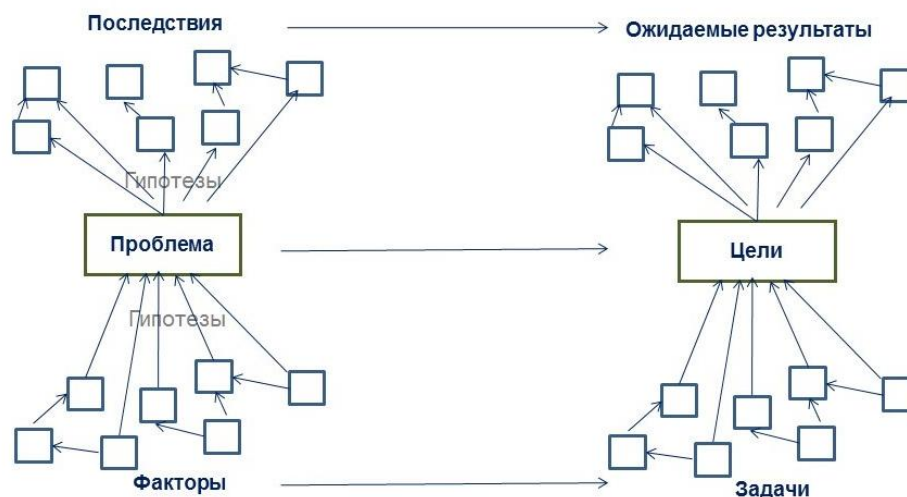 Последствия
Ожидаемые результаты
Гипотезы
Проблема
Цели
Гипотезы
Факторы
Задачи